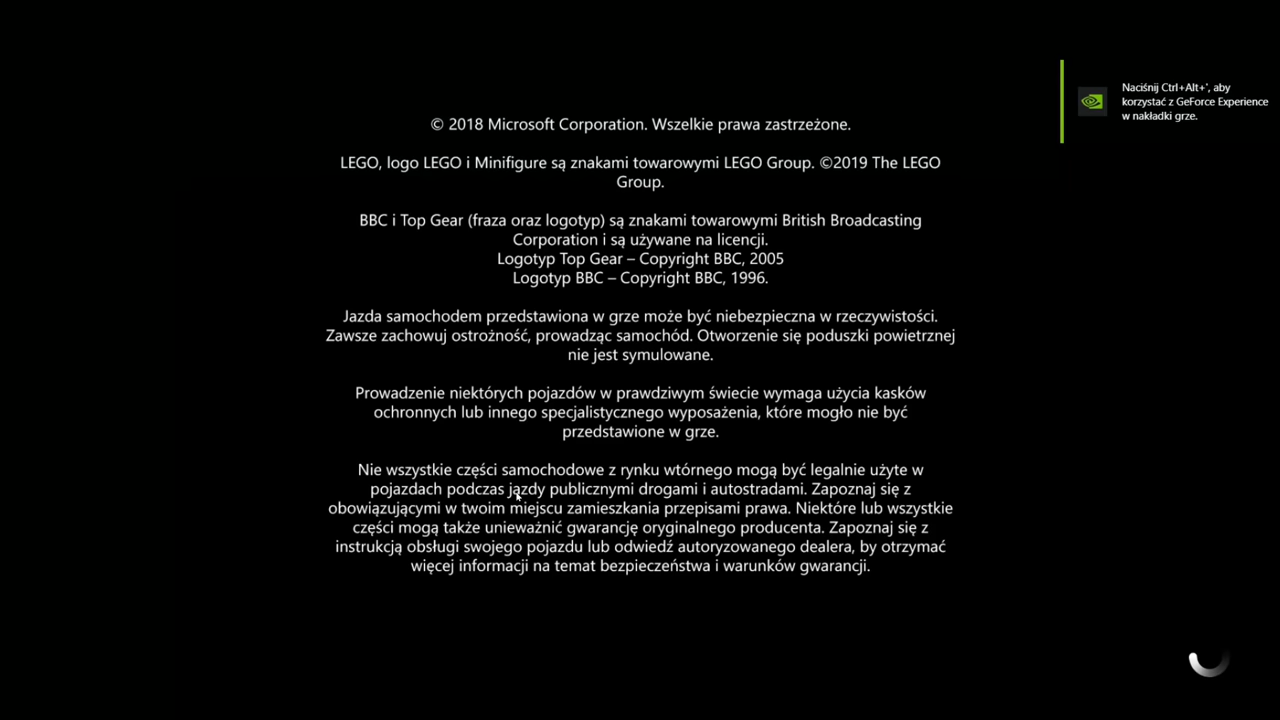 © 2018 Microsoft Corporation. Wszelkie prawa zastrzeżone.
LEGO, logo LEGO i Minifigure są znakami towarowymi LEGO Group. ©2019 The LEGO
Group.
BBC i Top Gear (fraza oraz logotyp) są znakami towarowymi British Broadcasting
Corporation i są używane na licencji.
Logotyp Top Gear – Copyright BBC, 2005
Logotyp BBC – Copyright BBC, 1996.
Jazda samochodem przedstawiona w grze może być niebezpieczna w rzeczywistości.
Zawsze zachowuj ostrożność, prowadząc samochód. Otworzenie się poduszki powietrznej
nie jest symulowane.
Prowadzenie niektórych pojazdów w prawdziwym świecie wymaga użycia kasków
ochronnych lub innego specjalistycznego wyposażenia, które mogło nie być
przedstawione w grze.
Nie wszystkie części samochodowe z rynku wtórnego mogą być legalnie użyte w
pojazdach podczas jazdy publicznymi drogami i autostradami. Zapoznaj się z
obowiązującymi w twoim miejscu zamieszkania przepisami prawa. Niektóre lub wszystkie
części mogą także unieważnić gwarancję oryginalnego producenta. Zapoznaj się z
instrukcją obsługi swojego pojazdu lub odwiedź autoryzowanego dealera, by otrzymać
więcej informacji na temat bezpieczeństwa i warunków gwarancji.
Naciśnij Ctrl+Alt+', aby
korzystać z GeForce Experience
w nakładki grze.